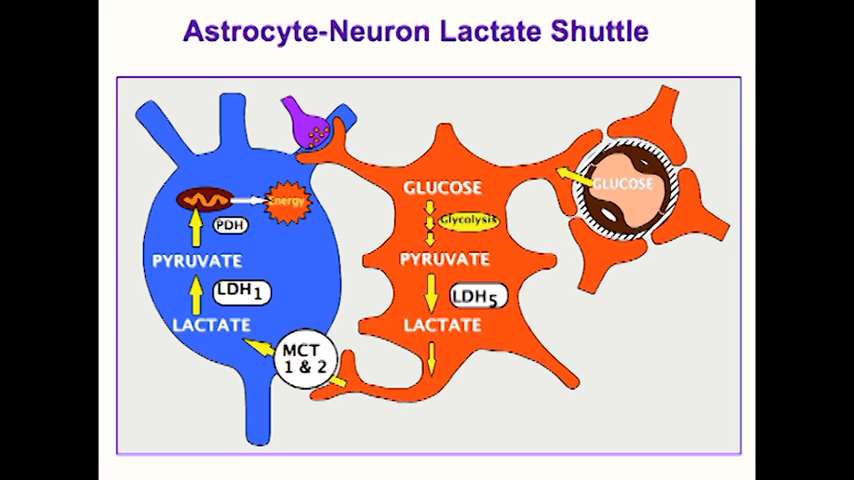 Astrocyte-Neuron Lactate Shuttle
GLUCOSE
GLUCOSE
Energy
Glycolysis
PDH
PYRUVATE
PYRUVATE
LDH1
LDH5
LACTATE
LACTATE
MCT
1 & 2